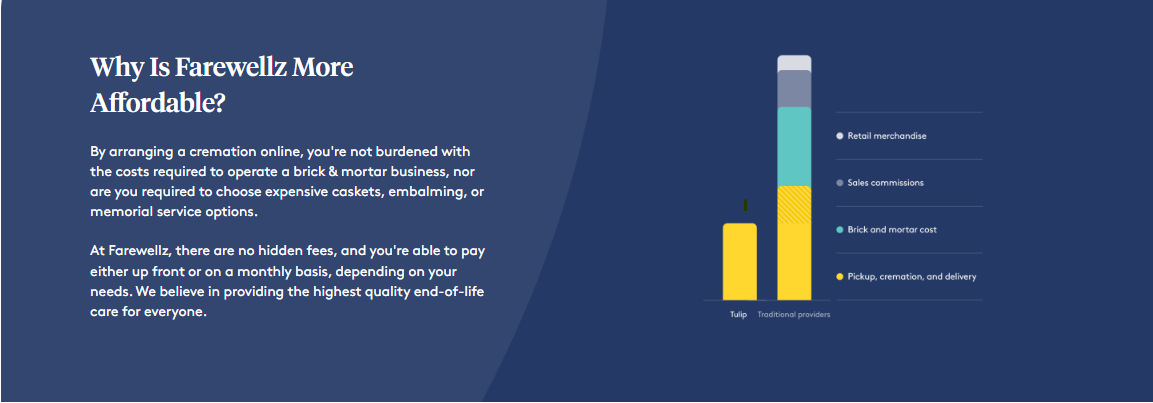 Why Is Farewellz More
Affordable?
By arranging a cremation online, you're not burdened with
the costs required to operate a brick & mortar business, nor
are you required to choose expensive caskets, embalming, or
memorial service options.
At Farewellz, there are no hidden fees, and you're able to pay
either up front or on a monthly basis, depending on your
needs. We believe in providing the highest quality end-of-life
care for everyone.
Retail merchandise
Sales commissions
Brick and mortar cost
Pickup, cremation, and delivery
Tulip Traditional providers